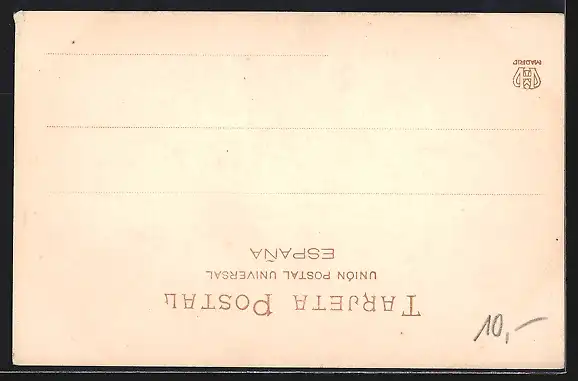 TARJETA POSTAL
UNIÓN POSTAL UNIVERSAL
ESPAÑA
MADRID
10,-